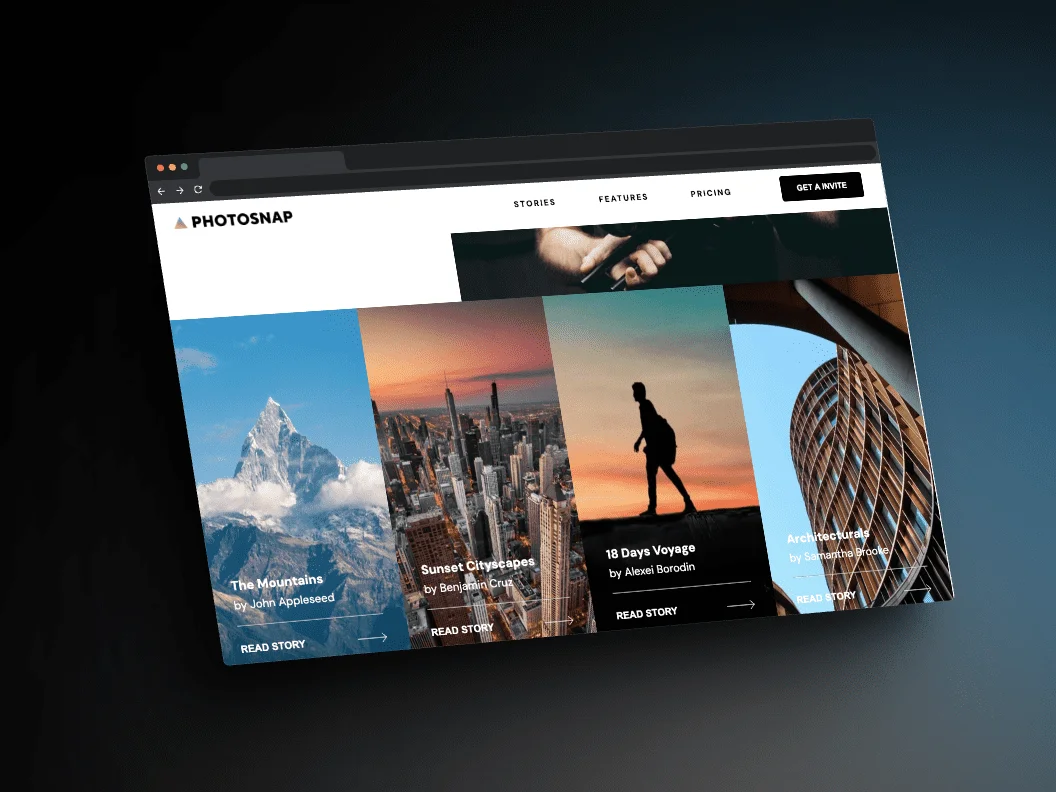 PHOTOSNAP
STORIES
FEATURES
PRICING
GET A INVITE
The Mountains
by John Appleseed
READ STORY
Sunset Cityscapes
by Benjamin Cruz
READ STORY
18 Days Voyage
by Alexei Borodin
READ STORY
Architecturals
by Samantha Brooke
READ STORY